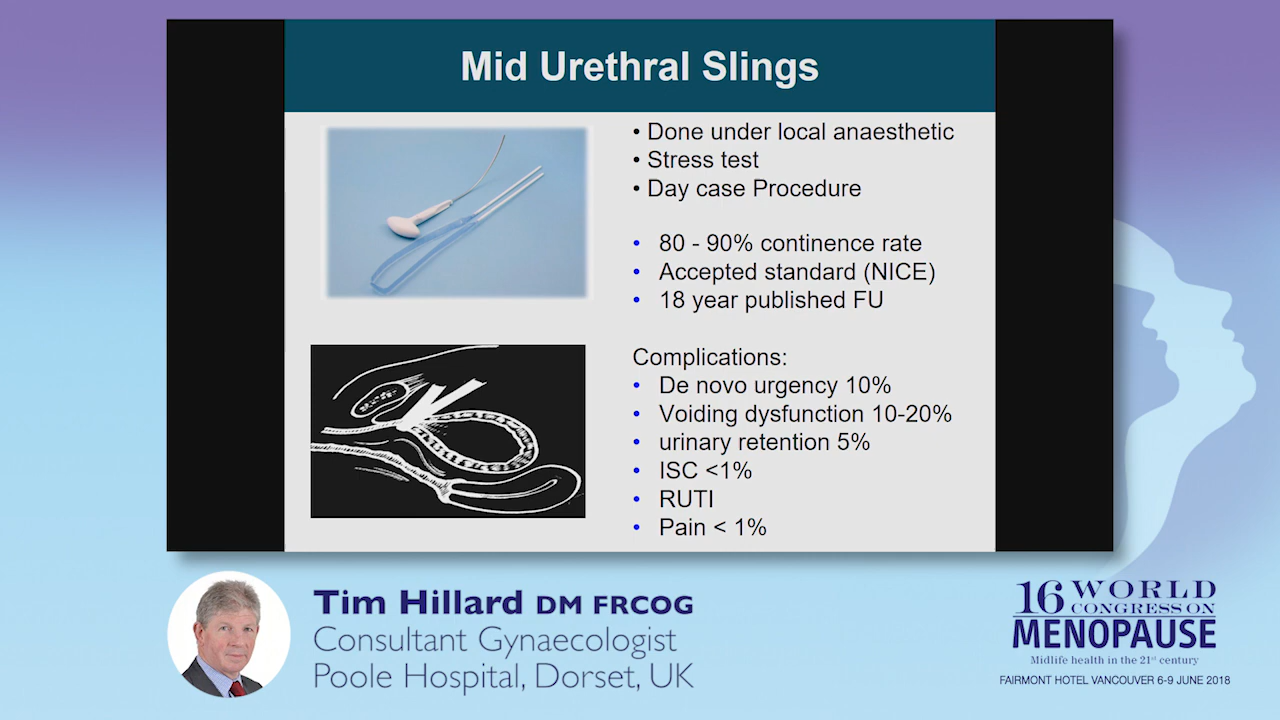 Mid Urethral Slings
• Done under local anaesthetic
• Stress test
• Day case Procedure
• 80 - 90% continence rate
• Accepted standard (NICE)
• 18 year published FU
Complications:
• De novo urgency 10%
• Voiding dysfunction 10-20%
• urinary retention 5%
• ISC <1%
• RUTI
• Pain < 1%
Tim Hillard DM FRCOG
Consultant Gynaecologist
Poole Hospital, Dorset, UK
16 WORLD
CONGRESS ON
MENOPAUSE
Midlife health in the 21st century
FAIRMONT HOTEL VANCOUVER 6-9 JUNE 2018